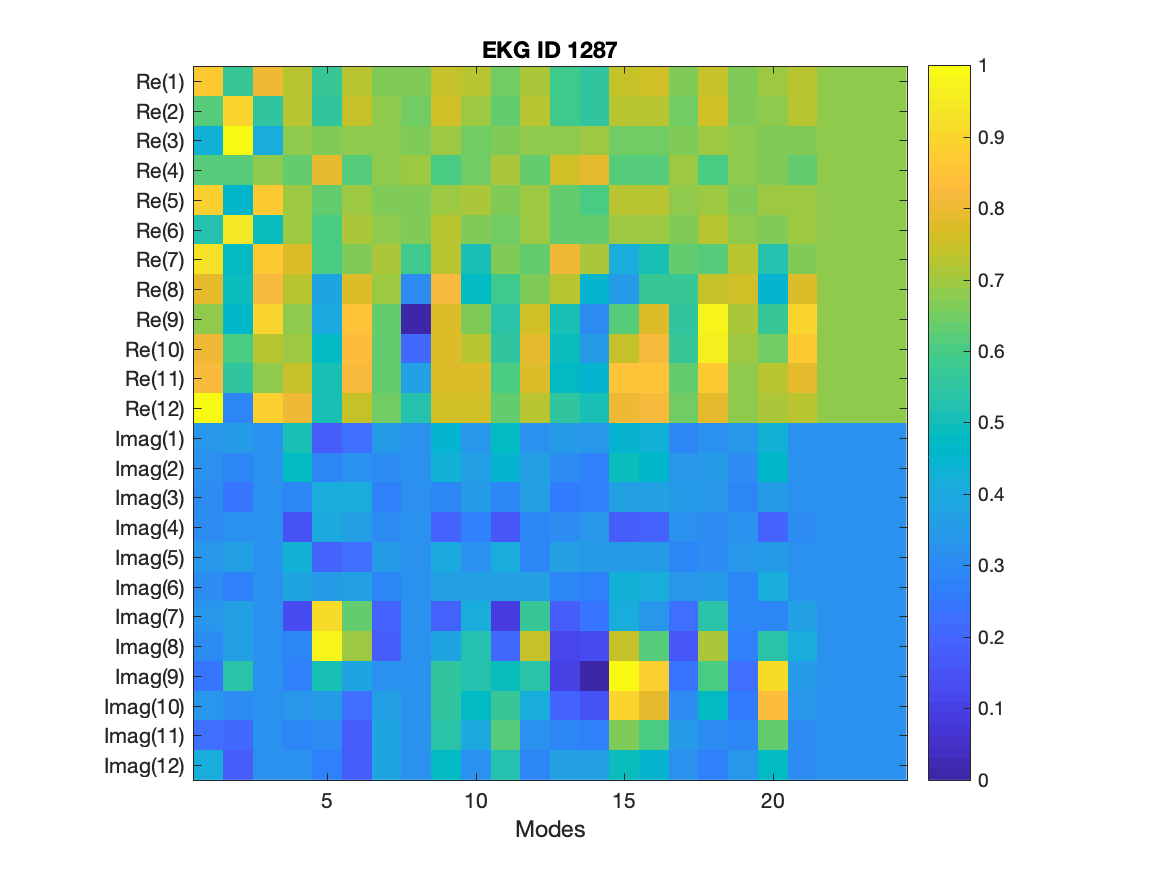 EKG ID 1287
Re(1)
Re(2)
Re(3)
Re(4)
Re(5)
Re(6)
Re(7)
Re(8)
Re(9)
Re(10)
Re(11)
Re(12)
Imag(1)
Imag(2)
Imag(3)
Imag(4)
Imag(5)
Imag(6)
Imag(7)
Imag(8)
Imag(9)
Imag(10)
Imag(11)
Imag(12)
5 10 15 20
Modes
1
0.9
0.8
0.7
0.6
0.5
0.4
0.3
0.2
0.1
0